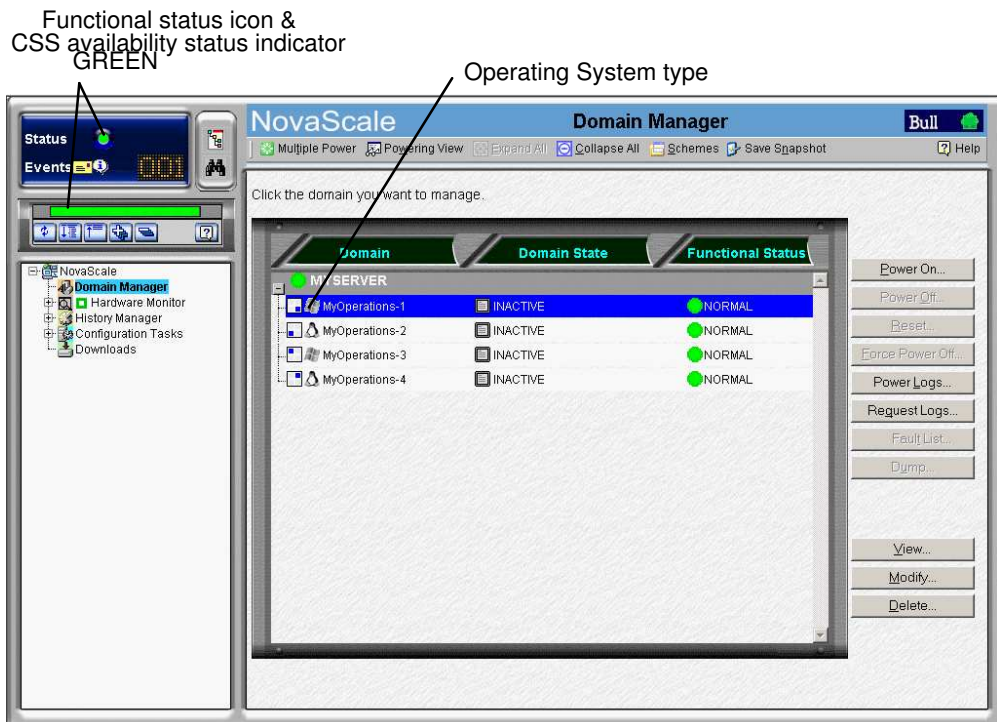 Functional status icon &
CSS availability status indicator
GREEN
Operating System type
Status
Events
001
NovaScale
Domain Manager
Bull
Multiple Power
Powering View
Expand All
Collapse All
Schemes
Save Snapshot
Help
Click the domain you want to manage.
Domain
Domain State
Functional Status
MYSERVER
MyOperations-1
INACTIVE
NORMAL
MyOperations-2
INACTIVE
NORMAL
MyOperations-3
INACTIVE
NORMAL
MyOperations-4
INACTIVE
NORMAL
NovaScale
Domain Manager
Hardware Monitor
History Manager
Configuration Tasks
Downloads
Power On...
Power Off...
Reset...
Force Power Off...
Power Logs...
Request Logs...
Fault List...
Dump...
View...
Modify...
Delete...